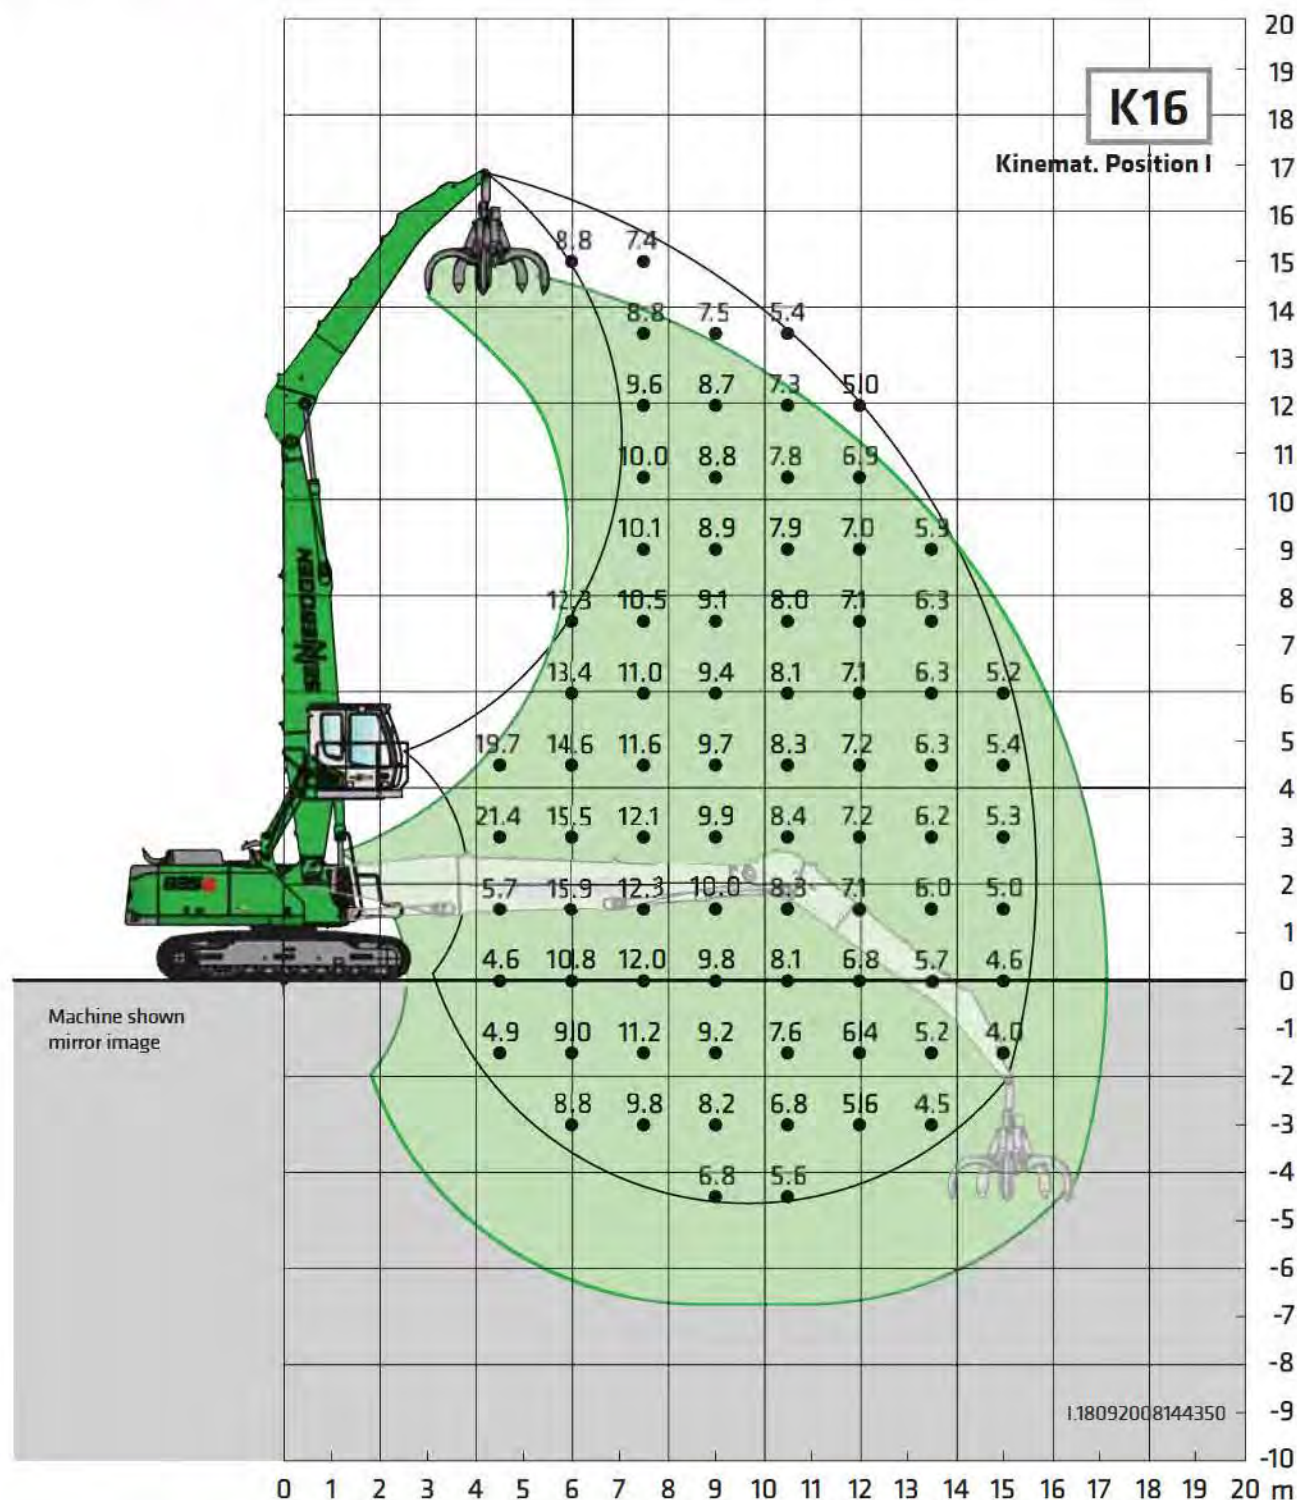 20
19
K16
18
Kinemat. Position I
17
16
8.8 7.4
15
8.8 7.5 5.4
14
13
9.6 8.7 7.3 5.0
12
10.0 8.8 7.8 6.9
11
10
10.1 8.9 7.9 7.0 5.9
9
12.3 10.5 9.1 8.0 7.1 6.3
8
7
SENNEBOGEN
13.4 11.0 9.4 8.1 7.1 6.3 5.2
6
19.7 14.6 11.6 9.7 8.3 7.2 6.3 5.4
5
4
21.4 15.5 12.1 9.9 8.4 7.2 6.2 5.3
3
835E
5.7 15.9 12.3 10.0 8.3 7.1 6.0 5.0
2
1
4.6 10.8 12.0 9.8 8.1 6.8 5.7 4.6
0
Machine shown
mirror image
4.9 9.0 11.2 9.2 7.6 6.4 5.2 4.0
-1
-2
8.8 9.8 8.2 6.8 5.6 4.5
-3
-4
6.8 5.6
-5
-6
-7
-8
I.18092008144350
-9
-10
0 1 2 3 4 5 6 7 8 9 10 11 12 13 14 15 16 17 18 19 20 m